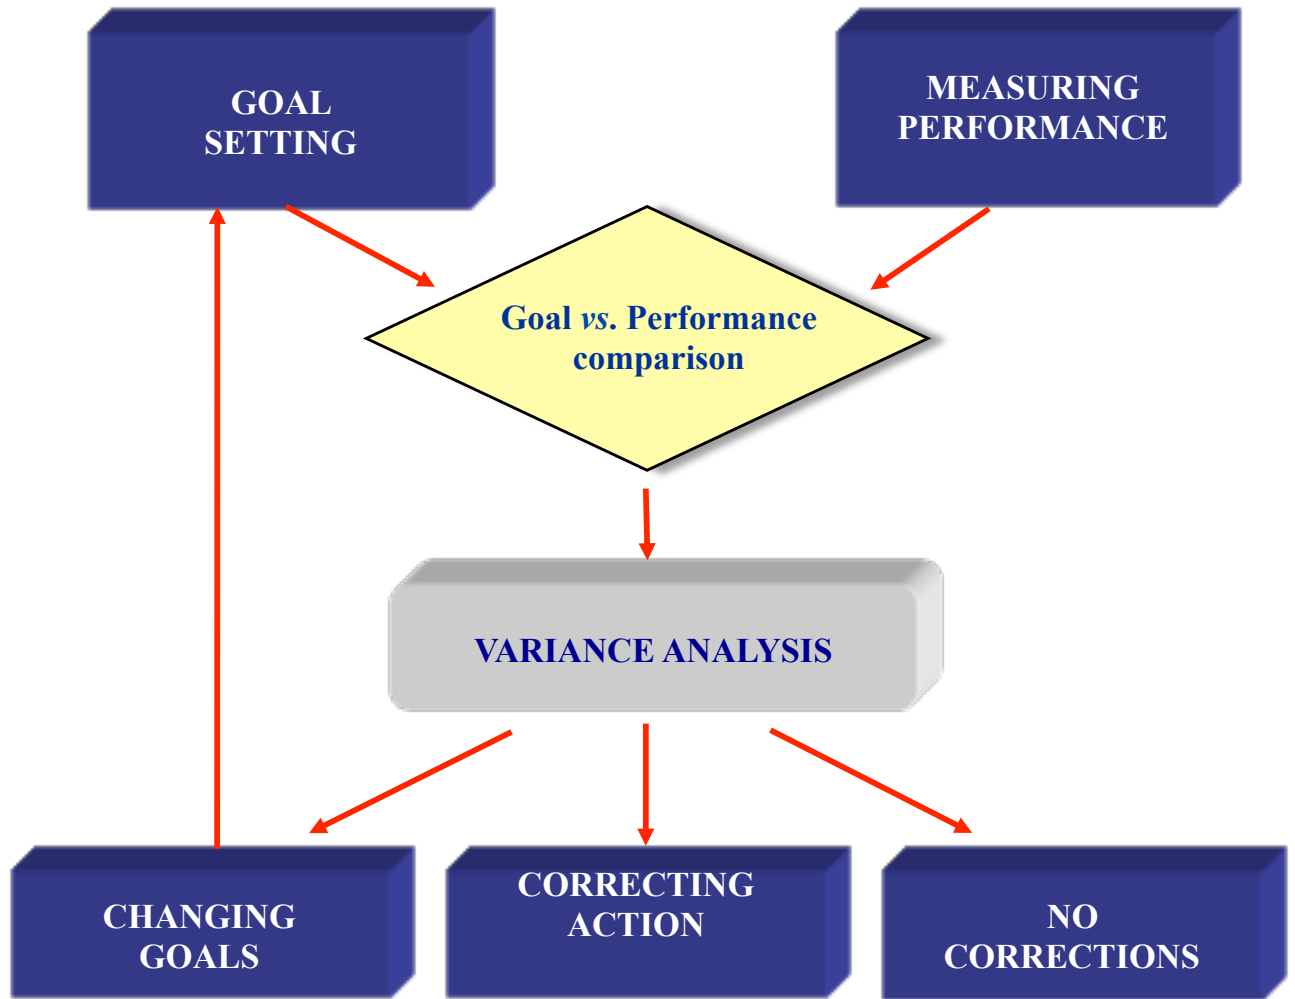 GOAL
SETTING
MEASURING
PERFORMANCE
Goal vs. Performance
comparison
VARIANCE ANALYSIS
CHANGING
GOALS
CORRECTING
ACTION
NO
CORRECTIONS